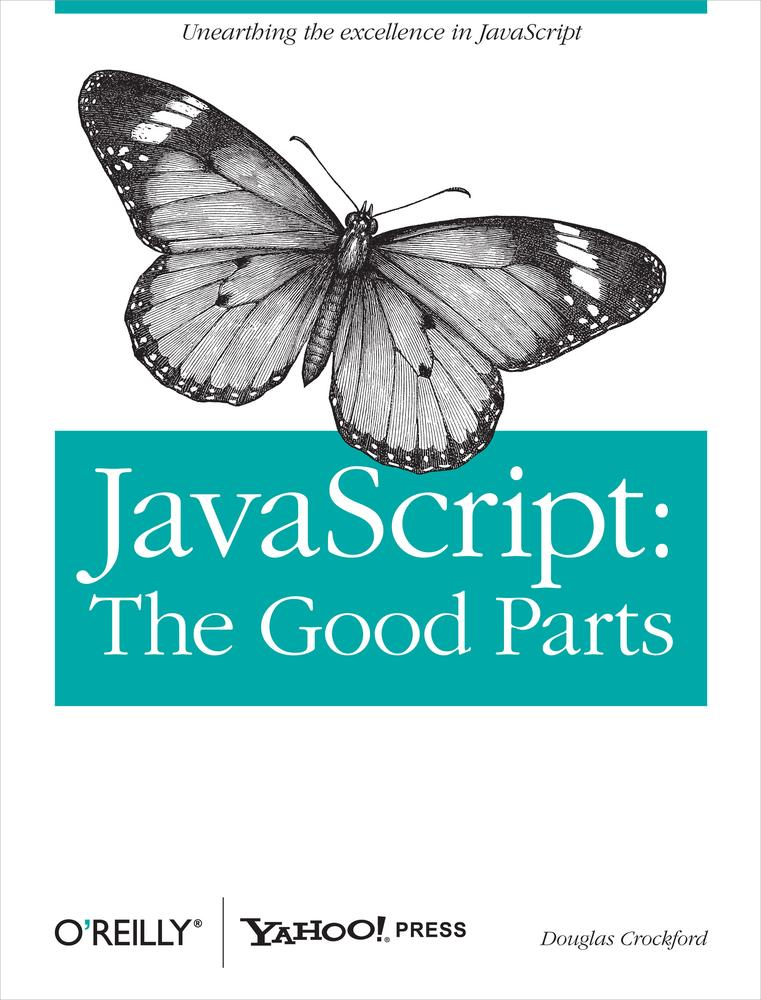 Unearthing the excellence in JavaScript
JavaScript:
The Good Parts
O'REILLY®
YAHOO!® PRESS
Douglas Crockford